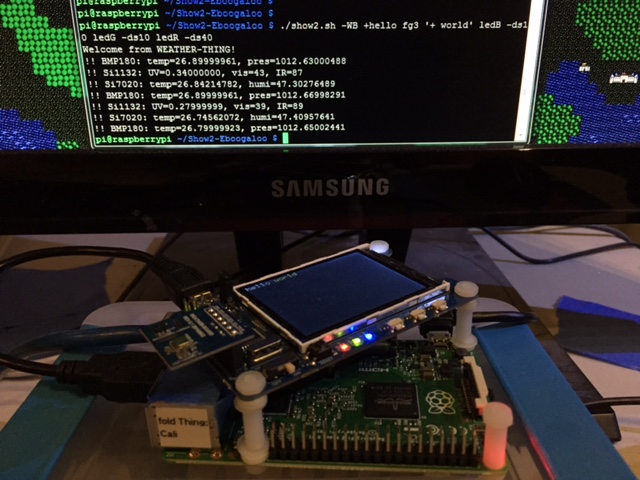 pi@raspberrypi ~/Show2-Eboogaloo $
pi@raspberrypi ~/Show2-Eboogaloo $ ./show2.sh -WB +hello fg3 '+ world' ledB -ds1
0 ledG -ds10 ledR -ds40
Welcome from WEATHER-THING!
!! BMP180: temp=26.89999961, pres=1012.63000488
!! Si1132: UV=0.34000000, vis=43, IR=87
!! Si7020: temp=26.84214782, humi=47.30276489
!! BMP180: temp=26.89999961, pres=1012.66998291
!! Si1132: UV=0.27999999, vis=39, IR=89
!! Si7020: temp=26.74562072, humi=47.40957641
!! BMP180: temp=26.79999923, pres=1012.65002441
pi@raspberrypi ~/Show2-Eboogaloo $
SAMSUNG
Hello world
HDMI
fold Thing:
Cali